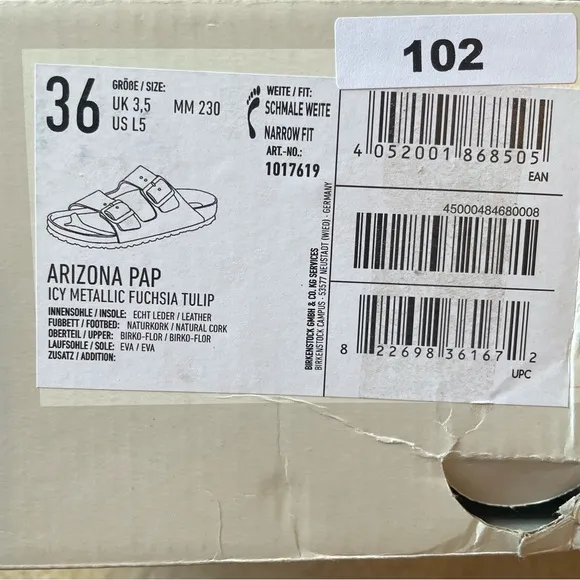 102
36
GRÖßE / SIZE:
UK 3,5
US L5
MM 230
WEITE / FIT:
SCHMALE WEITE
NARROW FIT
ART.-NO.:
1017619
ARIZONA PAP
ICY METALLIC FUCHSIA TULIP
INNENSOHLE / INSOLE: ECHT LEDER / LEATHER
FUßBETT / FOOTBED: NATURKORK / NATURAL CORK
OBERTEIL / UPPER: BIRKO-FLOR / BIRKO-FLOR
LAUFSOHLE / SOLE: EVA / EVA
ZUSATZ / ADDITION:
BIRKENSTOCK GMBH & CO. KG SERVICES
BIRKENSTOCK CAMPUS · 53577 NEUSTADT (WIED) · GERMANY
4 052001 868505
EAN
45000484680008
8 22698 36167 2
UPC